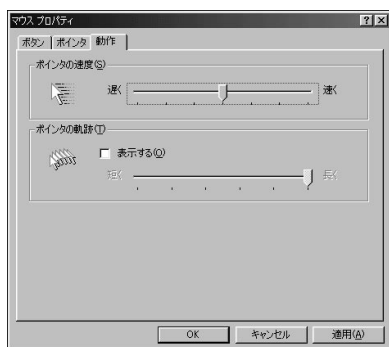 マウス プロパティ
ボタン ポインタ 動作
ポインタの速度(S)
遅く 速く
ポインタの軌跡(T)
表示する(O)
短く 長く
OK キャンセル 適用(A)